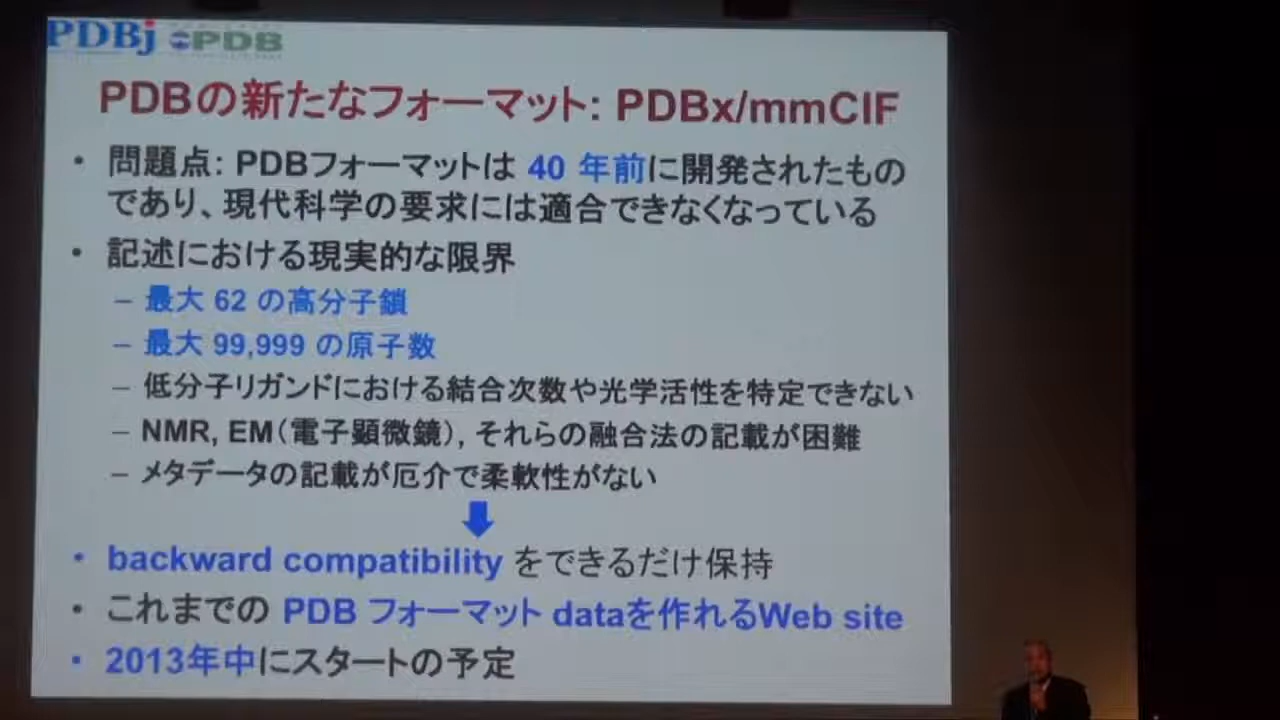 PDBj PDB
PDBの新たなフォーマット: PDBx/mmCIF
• 問題点: PDBフォーマットは 40 年前に開発されたもの
であり、現代科学の要求には適合できなくなっている
• 記述における現実的な限界
– 最大 62 の高分子鎖
– 最大 99,999 の原子数
– 低分子リガンドにおける結合次数や光学活性を特定できない
– NMR, EM（電子顕微鏡）, それらの融合法の記載が困難
– メタデータの記載が厄介で柔軟性がない
• backward compatibility をできるだけ保持
• これまでの PDB フォーマット dataを作れるWeb site
• 2013年中にスタートの予定